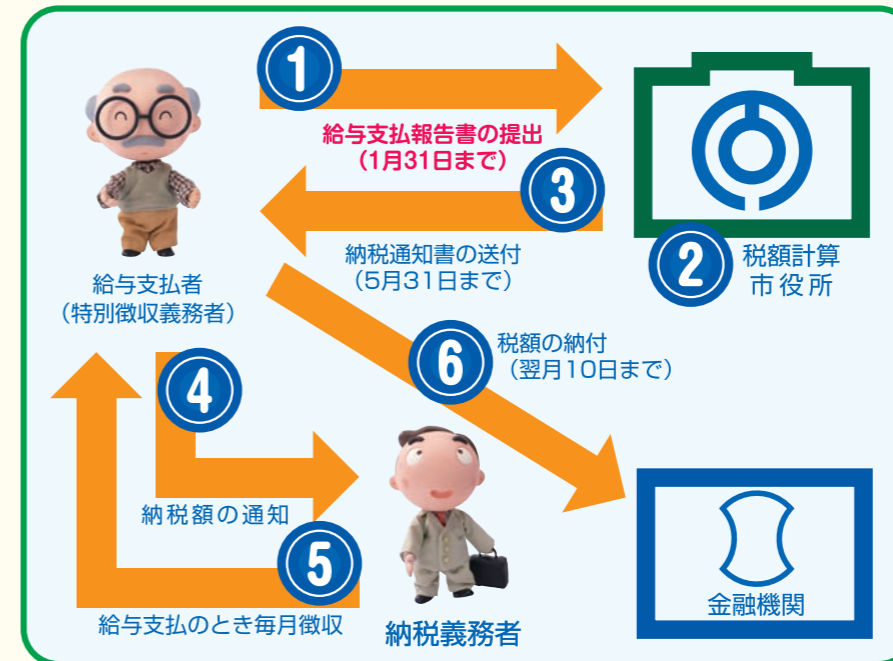 1
給与支払報告書の提出
（1月31日まで）
3
納税通知書の送付
（5月31日まで）
2
税額計算
市役所
給与支払者
（特別徴収義務者）
6
税額の納付
（翌月10日まで）
4
納税額の通知
5
給与支払のとき毎月徴収
納税義務者
金融機関